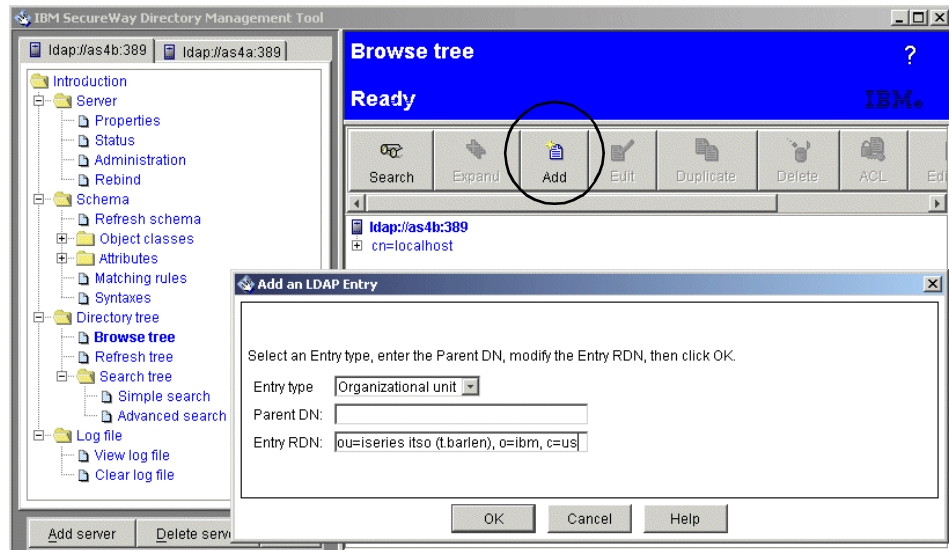 IBM SecureWay Directory Management Tool
ldap://as4b:389
ldap://as4a:389
Introduction
Server
Properties
Status
Administration
Rebind
Schema
Refresh schema
Object classes
Attributes
Matching rules
Syntaxes
Directory tree
Browse tree
Refresh tree
Search tree
Simple search
Advanced search
Log file
View log file
Clear log file
Add server
Delete serv
Browse tree
?
Ready
IBM
Search
Expand
Add
Edit
Duplicate
Delete
ACL
Edi
ldap://as4b:389
cn=localhost
Add an LDAP Entry
Select an Entry type, enter the Parent DN, modify the Entry RDN, then click OK.
Entry type
Organizational unit
Parent DN:
Entry RDN:
ou=iseries itso (t.barlen), o=ibm, c=us
OK
Cancel
Help